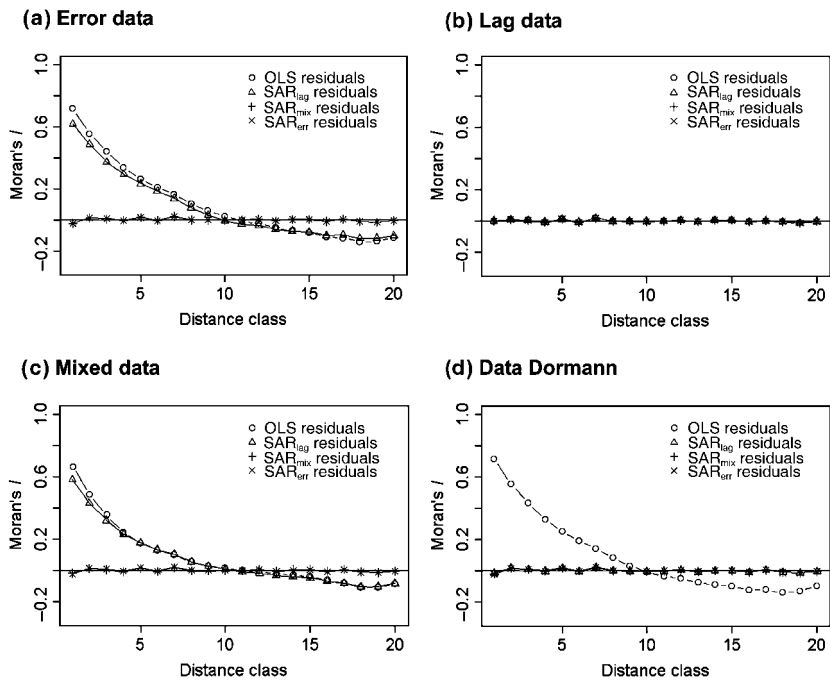 (a) Error data
1.0
0.6
0.2
−0.2
Moran's I
OLS residuals
SARlag residuals
SARmix residuals
SARerr residuals
5
10
15
20
Distance class
(b) Lag data
1.0
0.6
0.2
−0.2
Moran's I
OLS residuals
SARlag residuals
SARmix residuals
SARerr residuals
5
10
15
20
Distance class
(c) Mixed data
1.0
0.6
0.2
−0.2
Moran's I
OLS residuals
SARlag residuals
SARmix residuals
SARerr residuals
5
10
15
20
Distance class
(d) Data Dormann
1.0
0.6
0.2
−0.2
Moran's I
OLS residuals
SARlag residuals
SARmix residuals
SARerr residuals
5
10
15
20
Distance class